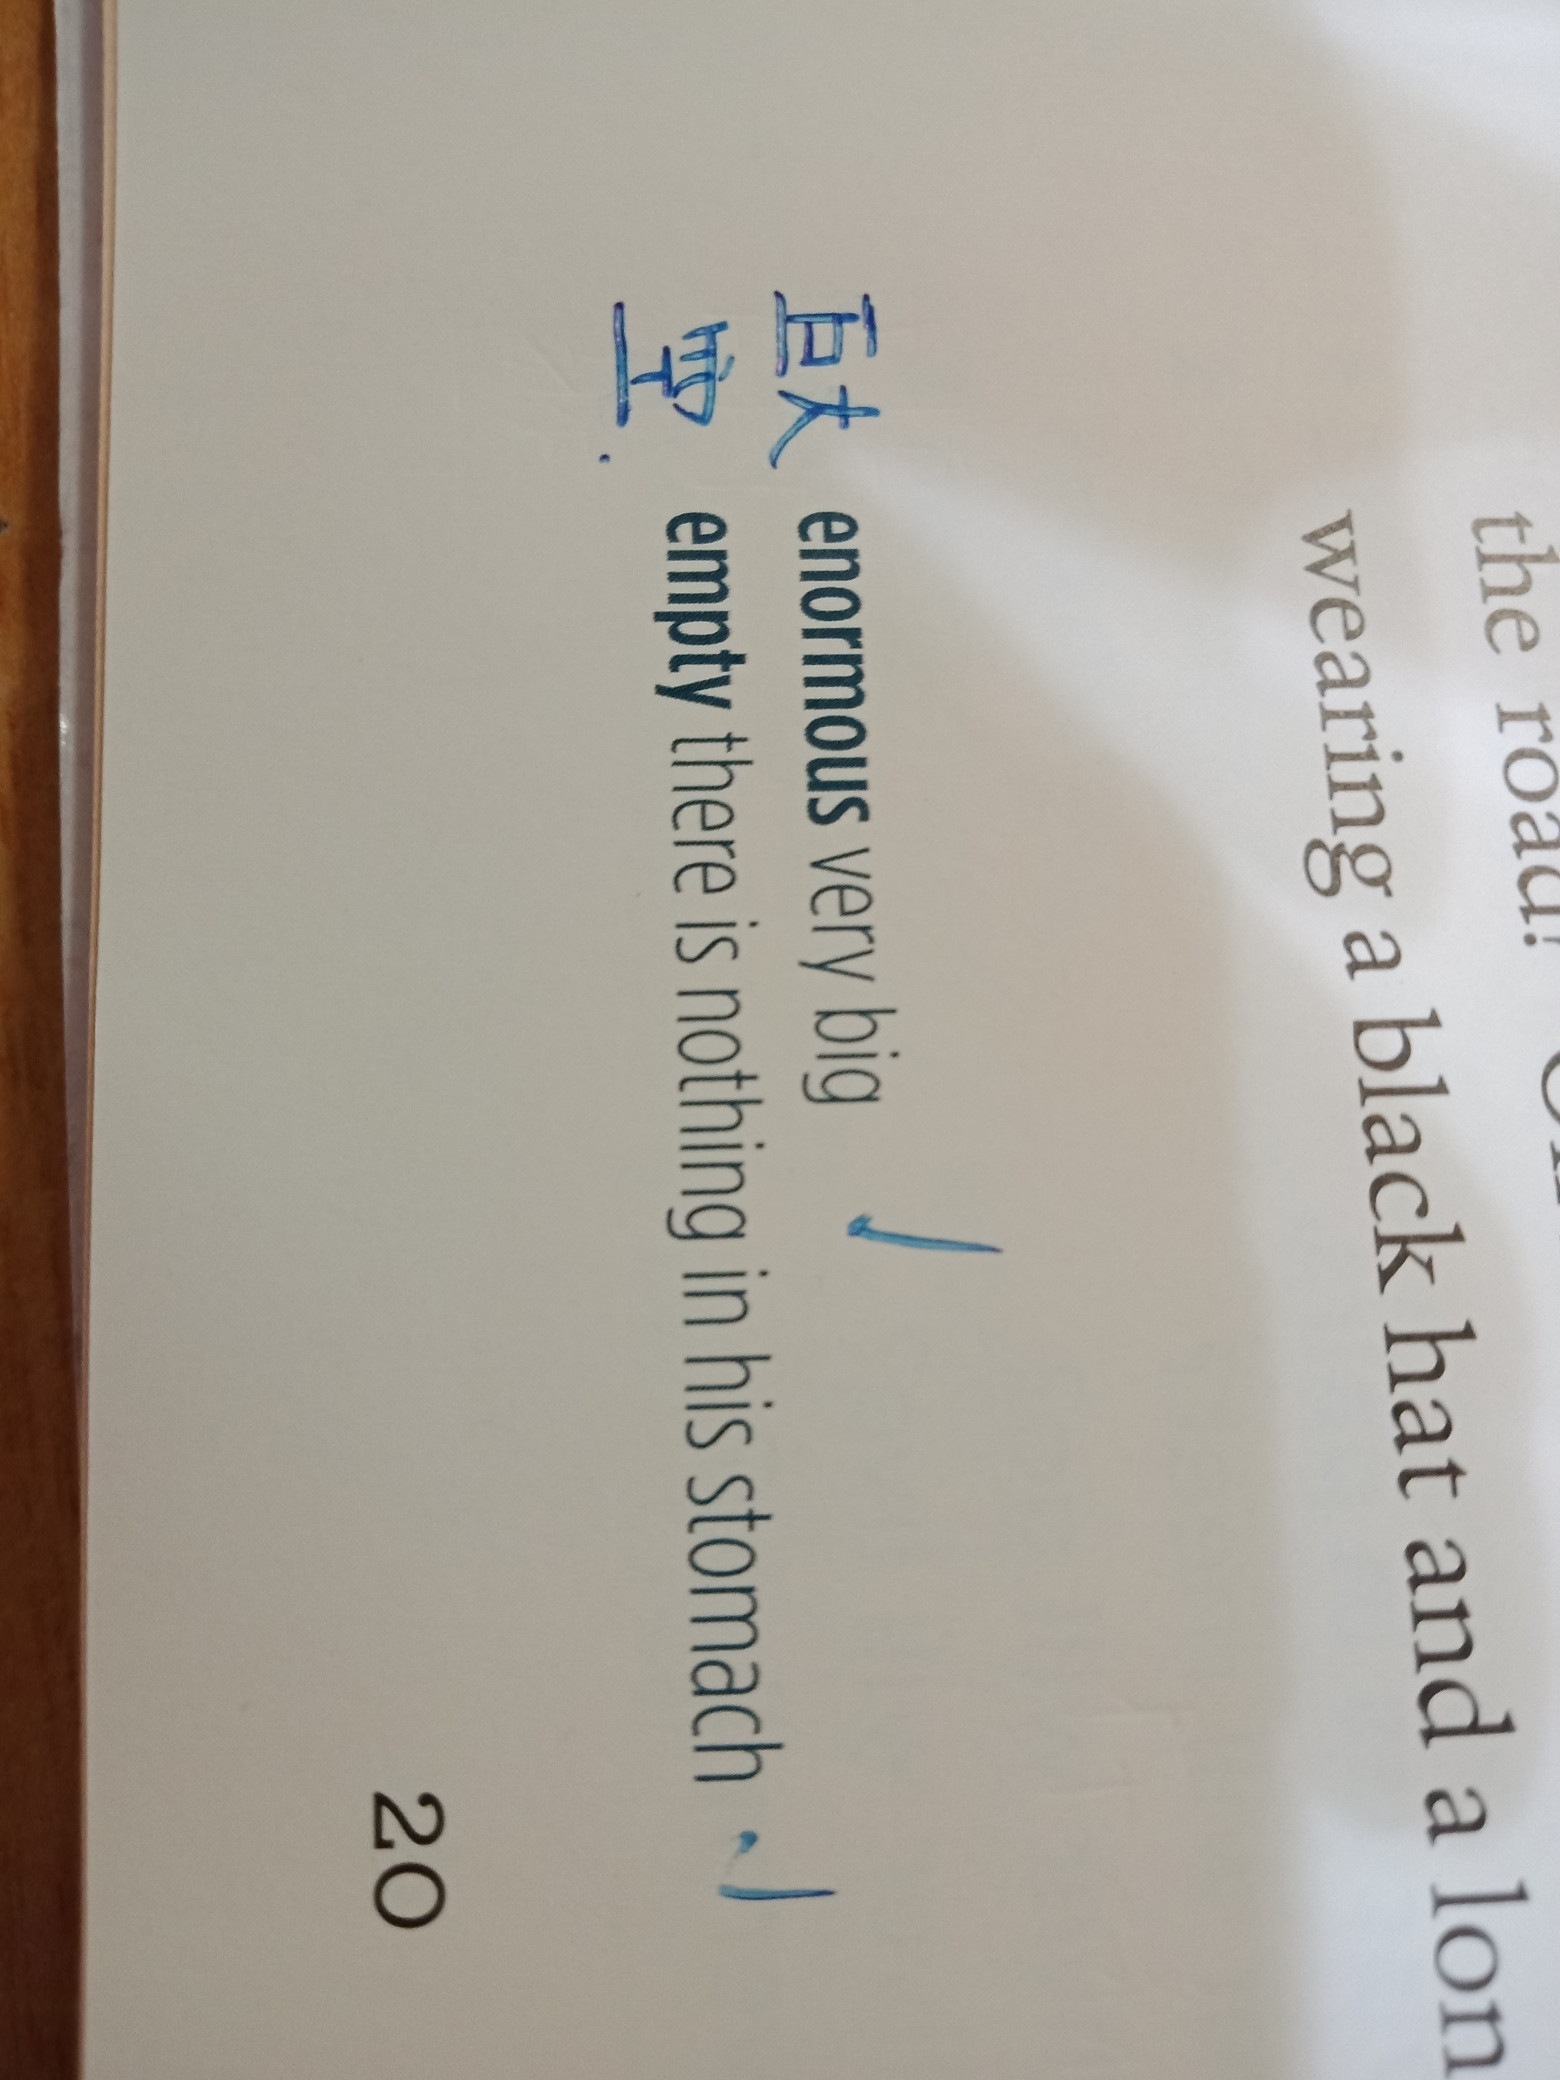 the road!
wearing a black hat and a lon
巨大 enormous very big
空. empty there is nothing in his stomach
20